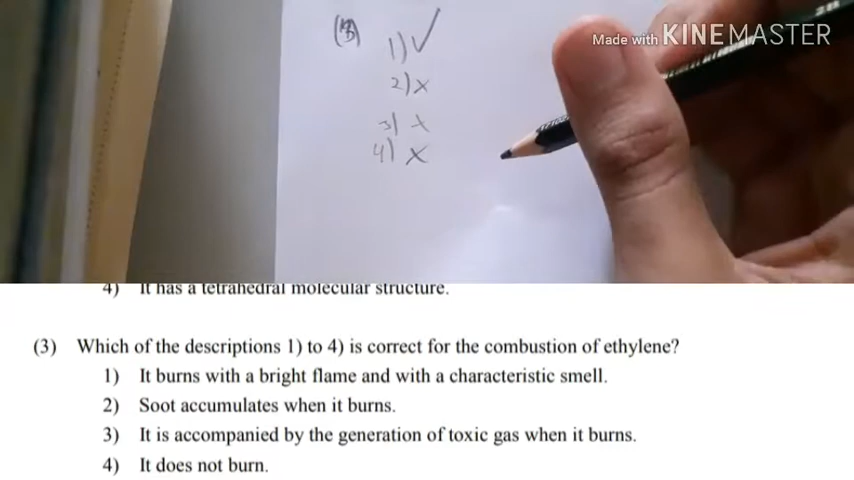 Made with KINEMASTER
(3) 1) ✓
2) x
3) x
4) x
4) It has a tetrahedral molecular structure.
(3) Which of the descriptions 1) to 4) is correct for the combustion of ethylene?
1) It burns with a bright flame and with a characteristic smell.
2) Soot accumulates when it burns.
3) It is accompanied by the generation of toxic gas when it burns.
4) It does not burn.